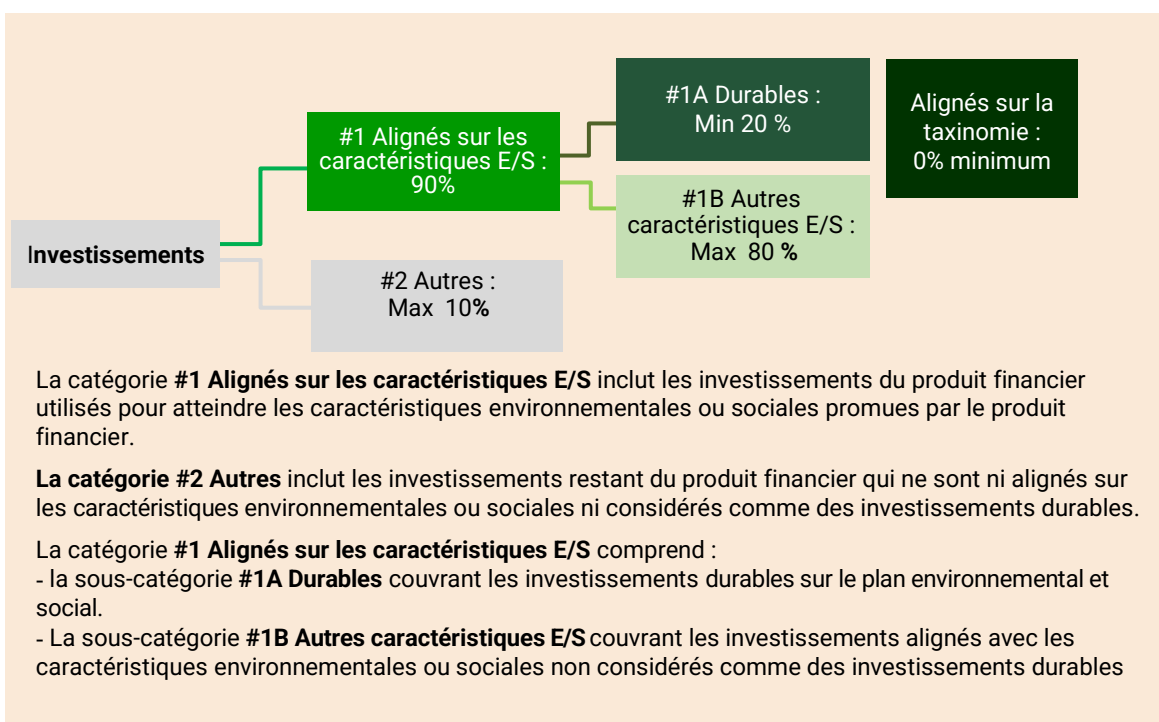 #1A Durables :
Min 20 %
Alignés sur la
taxinomie :
0% minimum
#1 Alignés sur les
caractéristiques E/S :
90%
#1B Autres
caractéristiques E/S :
Max 80 %
Investissements
#2 Autres :
Max 10%
La catégorie #1 Alignés sur les caractéristiques E/S inclut les investissements du produit financier
utilisés pour atteindre les caractéristiques environnementales ou sociales promues par le produit
financier.
La catégorie #2 Autres inclut les investissements restant du produit financier qui ne sont ni alignés sur
les caractéristiques environnementales ou sociales ni considérés comme des investissements durables.
La catégorie #1 Alignés sur les caractéristiques E/S comprend :
- la sous-catégorie #1A Durables couvrant les investissements durables sur le plan environnemental et
social.
- La sous-catégorie #1B Autres caractéristiques E/S couvrant les investissements alignés avec les
caractéristiques environnementales ou sociales non considérés comme des investissements durables